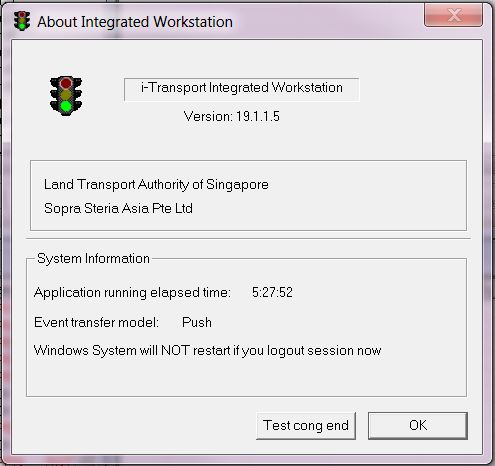 About Integrated Workstation
i-Transport Integrated Workstation
Version: 19.1.1.5
Land Transport Authority of Singapore
Sopra Steria Asia Pte Ltd
System Information
Application running elapsed time: 5:27:52
Event transfer model: Push
Windows System will NOT restart if you logout session now
Test cong end
OK